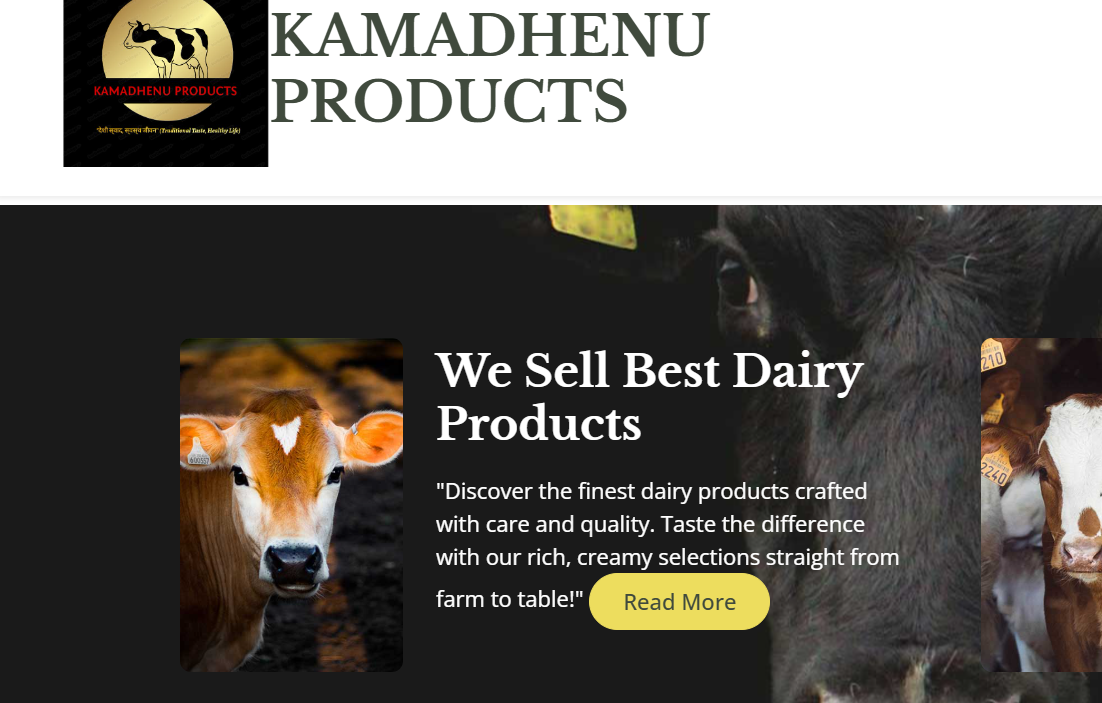 KAMADHENU
PRODUCTS
KAMADHENU PRODUCTS
"देशी स्वाद, स्वस्थ जीवन" (Traditional Taste, Healthy Life)
We Sell Best Dairy
Products
"Discover the finest dairy products crafted
with care and quality. Taste the difference
with our rich, creamy selections straight from
farm to table!" Read More
210
2240